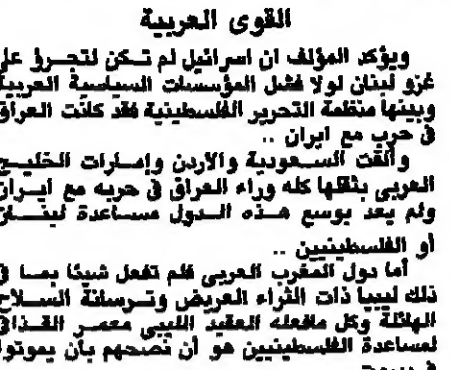 القوى العربية
ويؤكد المؤلف ان اسرائيل لم تكن لتجرؤ على
غزو لبنان لولا فشل المؤسسات السياسية العربية
وبينها منظمة التحرير الفلسطينية فقد كانت العراق
في حرب مع ايران ..
وألقت السعودية والأردن وإمارات الخليج
العربي بثقلها كله وراء العراق في حربه مع ايران
ولم يعد بوسع هذه الدول مساعدة لبنان
أو الفلسطينيين ..
أما دول المغرب العربي فلم تفعل شيئا بما في
ذلك ليبيا ذات الثراء العريض وترسانة السلاح
الهائلة وكل مافعله العقيد الليبي معمر القذافي
لمساعدة الفلسطينيين هو أن نصحهم بأن يموتوا